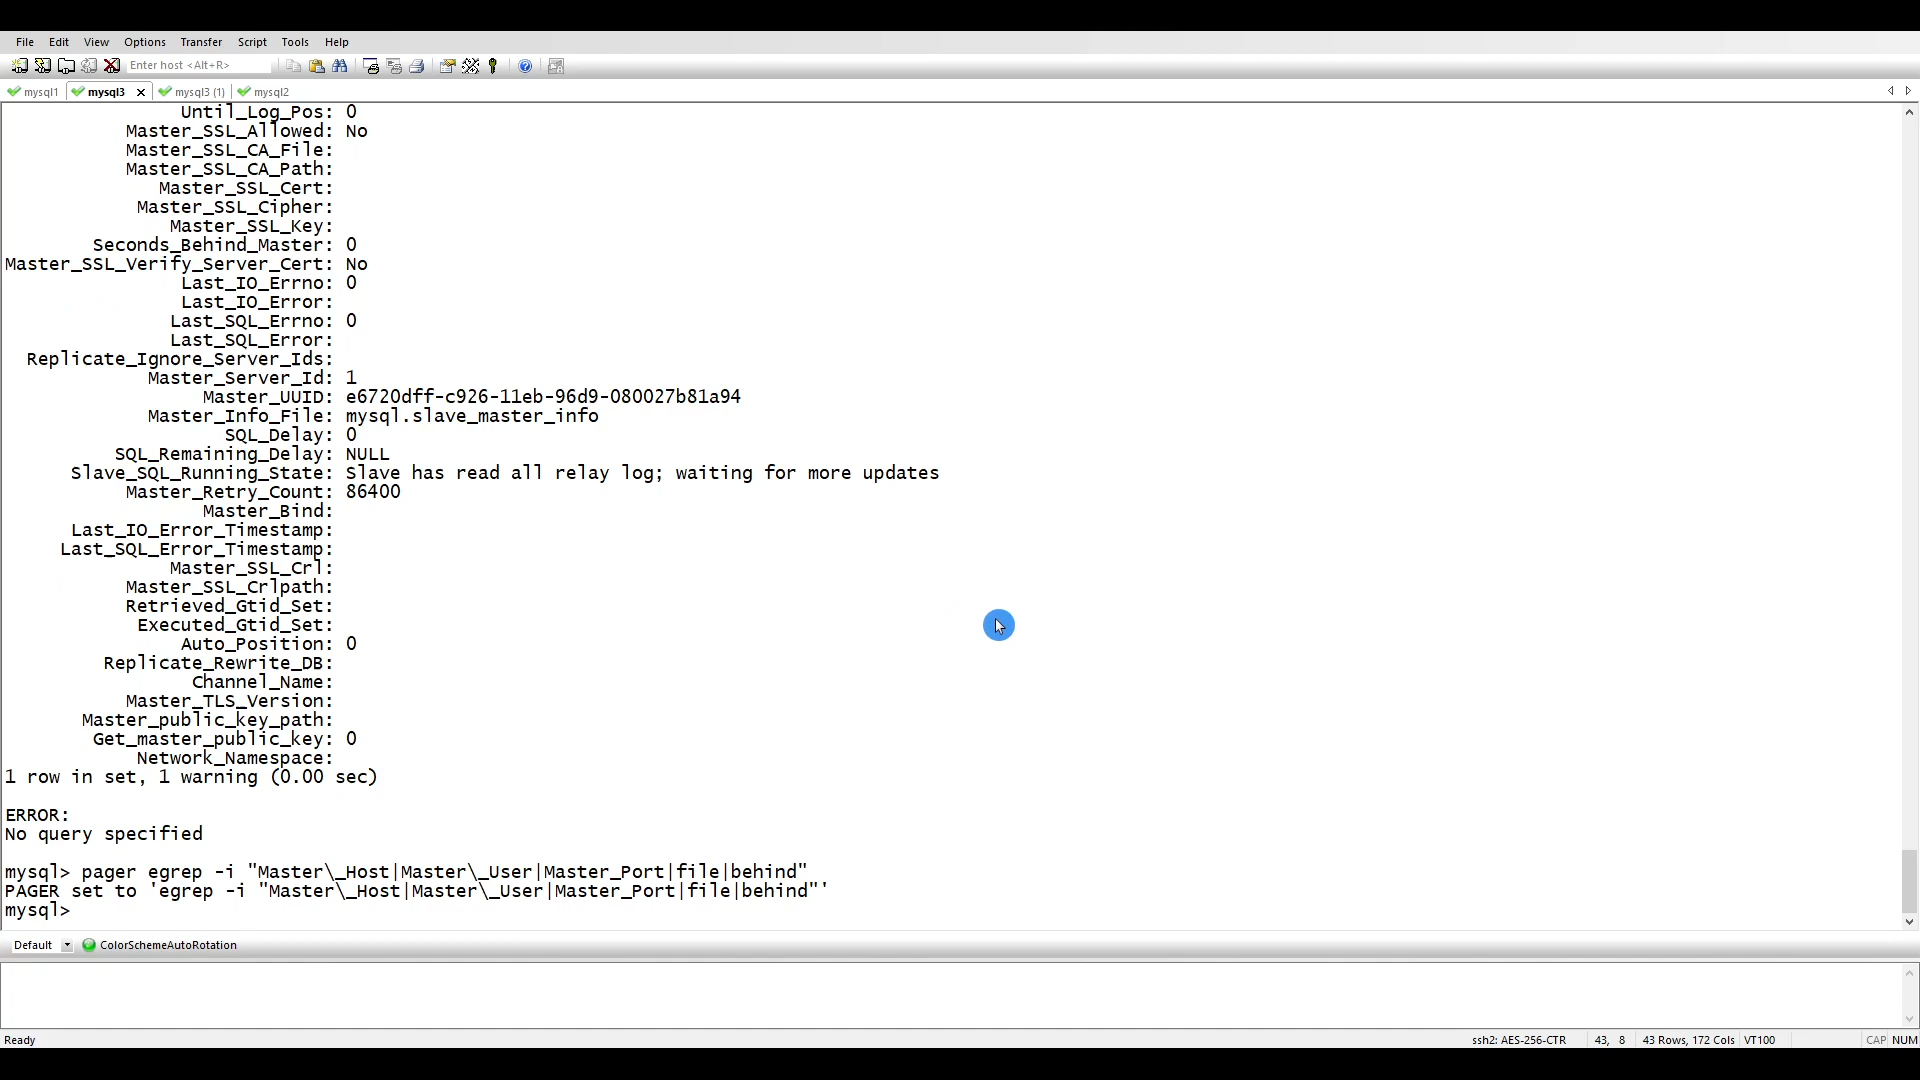 File Edit View Options Transfer Script Tools Help
Enter host <Alt+R>
mysql1 mysql3 mysql3 (1) mysql2
Until_Log_Pos: 0
Master_SSL_Allowed: No
Master_SSL_CA_File:
Master_SSL_CA_Path:
Master_SSL_Cert:
Master_SSL_Cipher:
Master_SSL_Key:
Seconds_Behind_Master: 0
Master_SSL_Verify_Server_Cert: No
Last_IO_Errno: 0
Last_IO_Error:
Last_SQL_Errno: 0
Last_SQL_Error:
Replicate_Ignore_Server_Ids:
Master_Server_Id: 1
Master_UUID: e6720dff-c926-11eb-96d9-080027b81a94
Master_Info_File: mysql.slave_master_info
SQL_Delay: 0
SQL_Remaining_Delay: NULL
Slave_SQL_Running_State: Slave has read all relay log; waiting for more updates
Master_Retry_Count: 86400
Master_Bind:
Last_IO_Error_Timestamp:
Last_SQL_Error_Timestamp:
Master_SSL_Crl:
Master_SSL_Crlpath:
Retrieved_Gtid_Set:
Executed_Gtid_Set:
Auto_Position: 0
Replicate_Rewrite_DB:
Channel_Name:
Master_TLS_Version:
Master_public_key_path:
Get_master_public_key: 0
Network_Namespace:
1 row in set, 1 warning (0.00 sec)
ERROR:
No query specified
mysql> pager egrep -i "Master\_Host|Master\_User|Master_Port|file|behind"
PAGER set to 'egrep -i "Master\_Host|Master\_User|Master_Port|file|behind"'
mysql>
Default ColorSchemeAutoRotation
Ready ssh2: AES-256-CTR 43, 8 43 Rows, 172 Cols VT100 CAP NUM